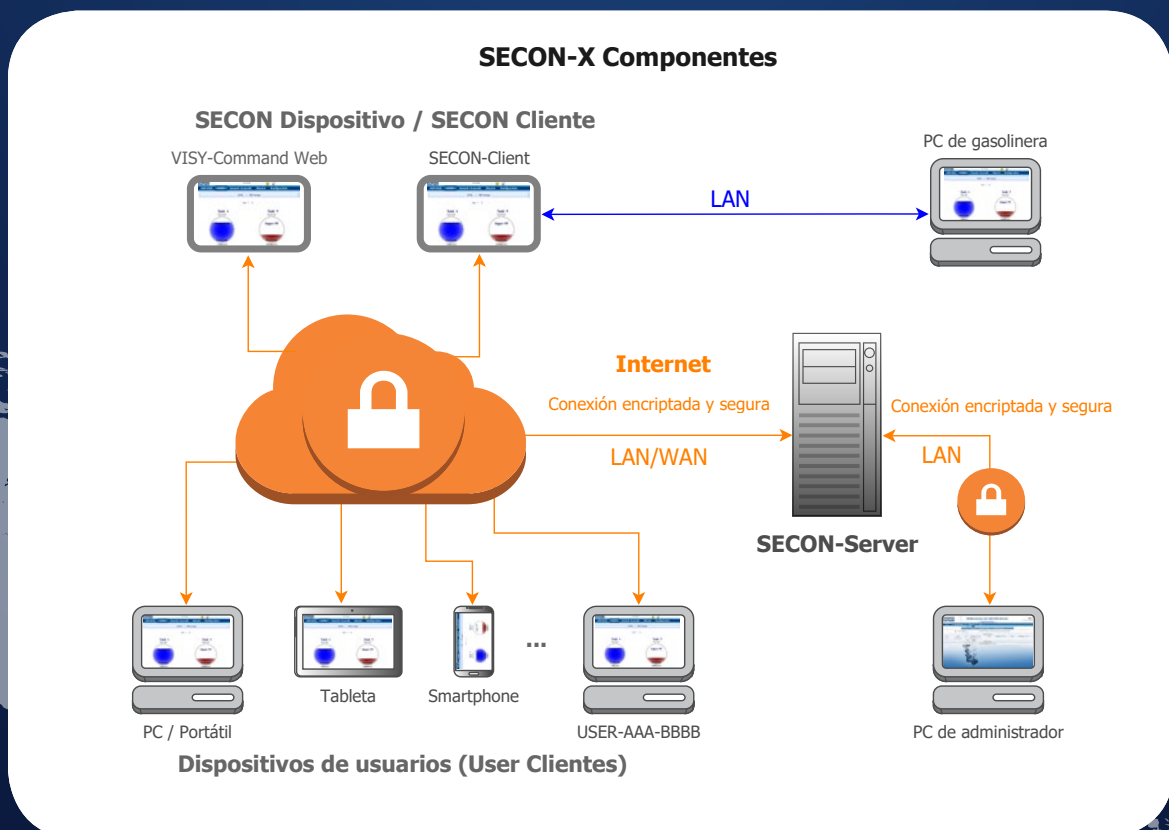 SECON-X Componentes
SECON Dispositivo / SECON Cliente
VISY-Command Web
SECON-Client
PC de gasolinera
LAN
Internet
Conexión encriptada y segura
LAN/WAN
Conexión encriptada y segura
LAN
SECON-Server
...
Tableta
Smartphone
PC / Portátil
USER-AAA-BBBB
PC de administrador
Dispositivos de usuarios (User Clientes)